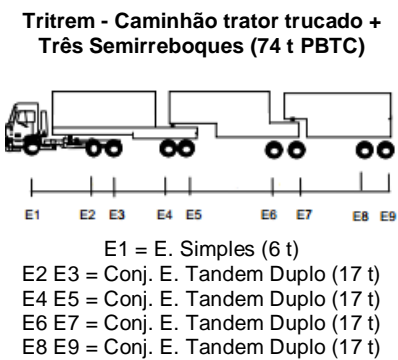 Tritrem - Caminhão trator trucado +
Três Semirreboques (74 t PBTC)
E1 E2 E3 E4 E5 E6 E7 E8 E9
E1 = E. Simples (6 t)
E2 E3 = Conj. E. Tandem Duplo (17 t)
E4 E5 = Conj. E. Tandem Duplo (17 t)
E6 E7 = Conj. E. Tandem Duplo (17 t)
E8 E9 = Conj. E. Tandem Duplo (17 t)